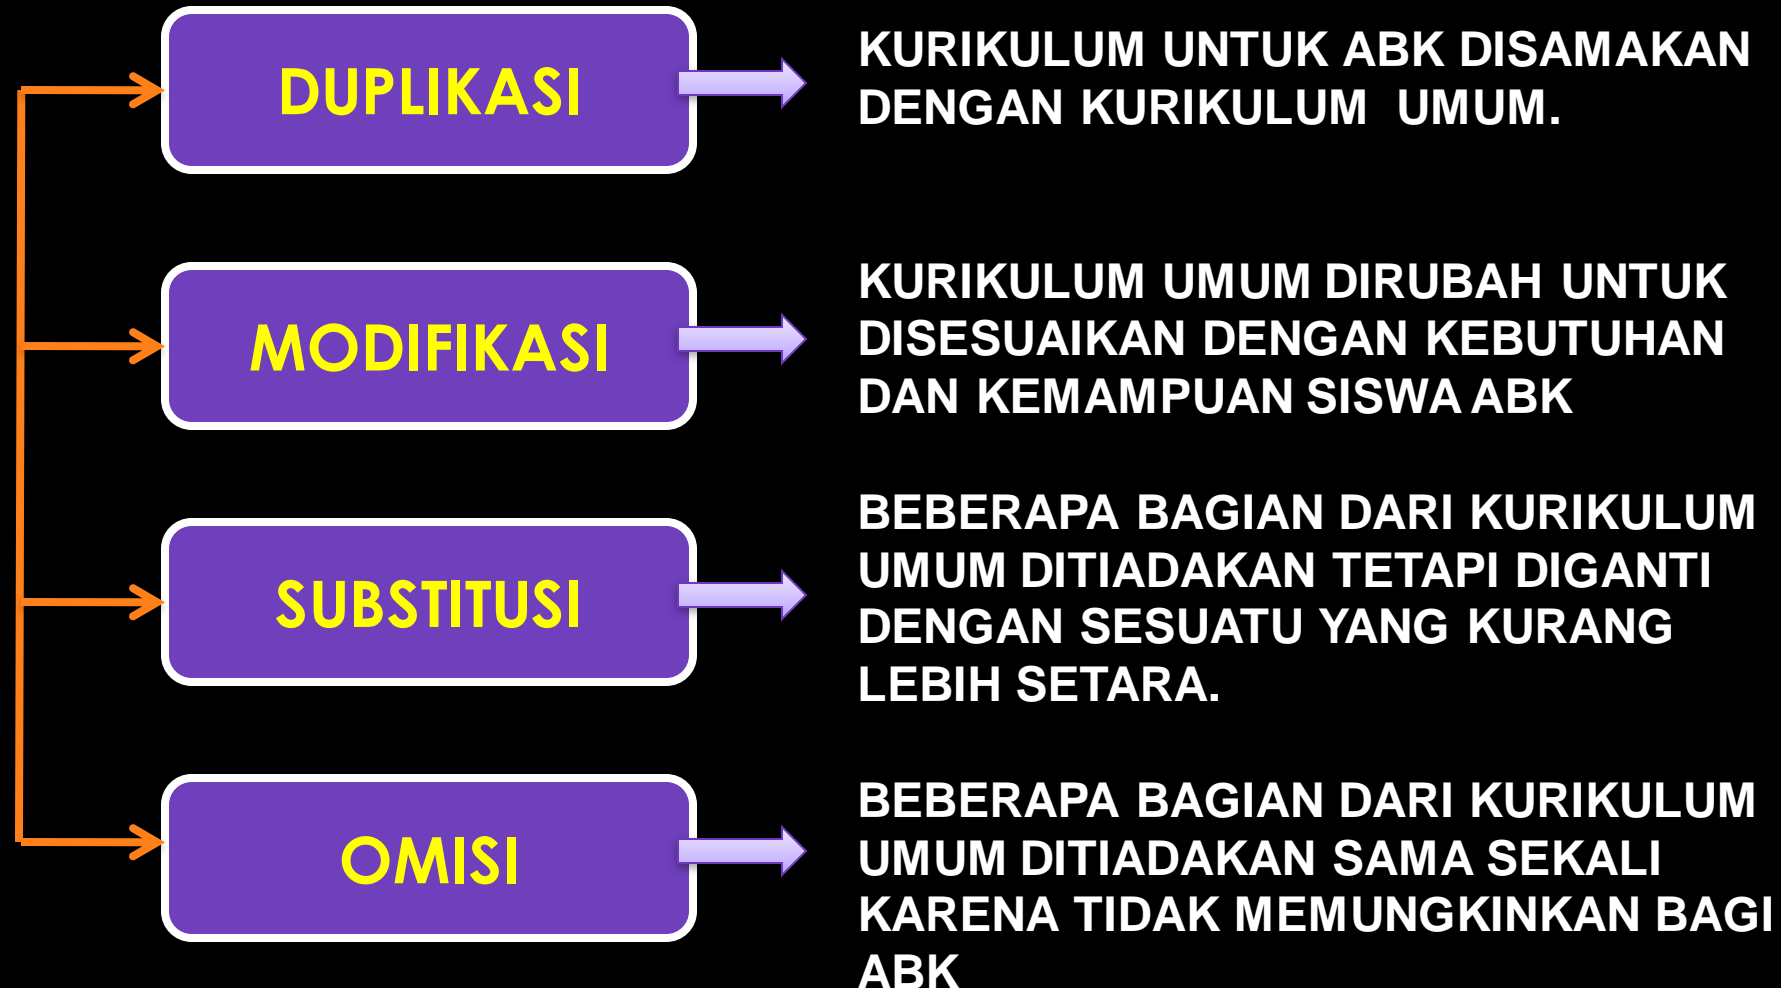 DUPLIKASI
KURIKULUM UNTUK ABK DISAMAKAN
DENGAN KURIKULUM UMUM.
MODIFIKASI
KURIKULUM UMUM DIRUBAH UNTUK
DISESUAIKAN DENGAN KEBUTUHAN
DAN KEMAMPUAN SISWA ABK
SUBSTITUSI
BEBERAPA BAGIAN DARI KURIKULUM
UMUM DITIADAKAN TETAPI DIGANTI
DENGAN SESUATU YANG KURANG
LEBIH SETARA.
OMISI
BEBERAPA BAGIAN DARI KURIKULUM
UMUM DITIADAKAN SAMA SEKALI
KARENA TIDAK MEMUNGKINKAN BAGI
ABK